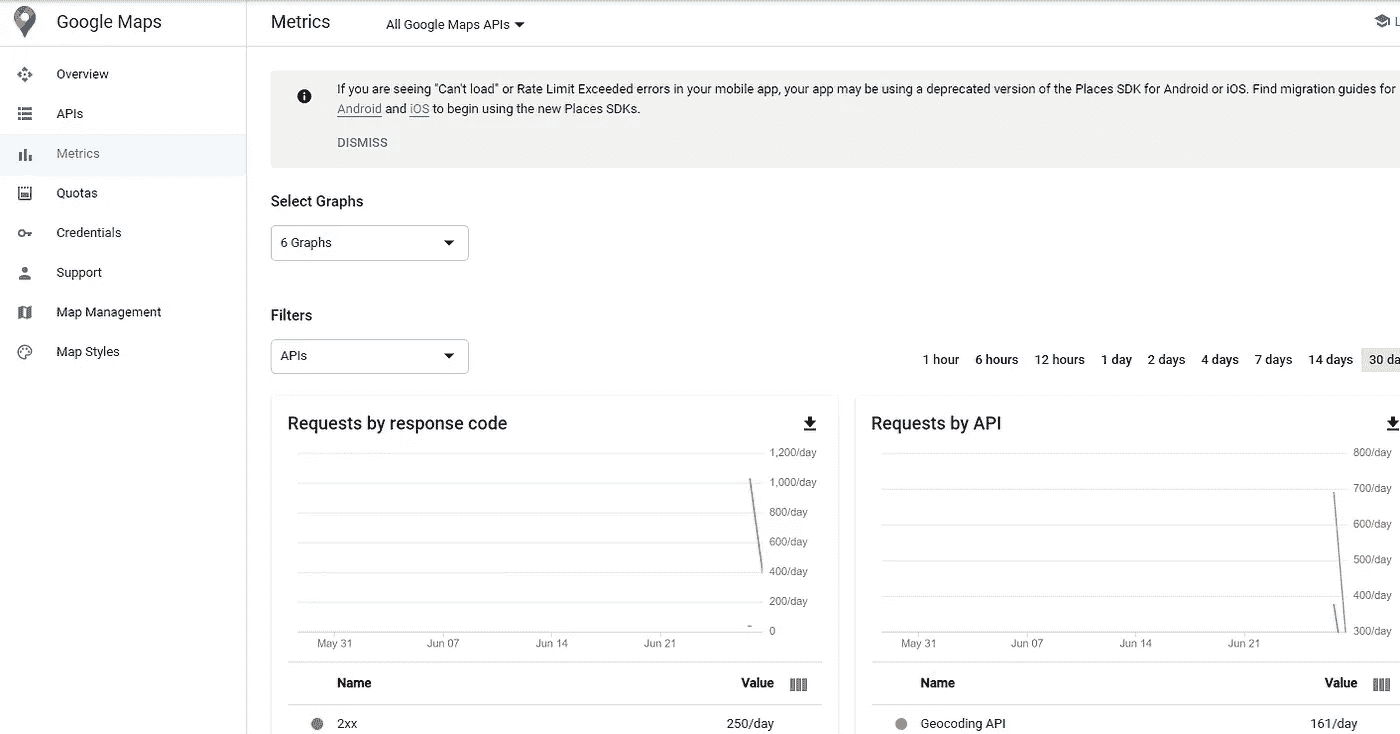 Google Maps
Metrics
All Google Maps APIs
L
Overview
APIs
Metrics
Quotas
Credentials
Support
Map Management
Map Styles
If you are seeing "Can't load" or Rate Limit Exceeded errors in your mobile app, your app may be using a deprecated version of the Places SDK for Android or iOS. Find migration guides for
Android and iOS to begin using the new Places SDKs.
DISMISS
Select Graphs
6 Graphs
Filters
APIs
1 hour 6 hours 12 hours 1 day 2 days 4 days 7 days 14 days 30 da
Requests by response code
1,200/day
1,000/day
800/day
600/day
400/day
200/day
0
May 31 Jun 07 Jun 14 Jun 21
Name Value
2xx 250/day
Requests by API
800/day
700/day
600/day
500/day
400/day
300/day
May 31 Jun 07 Jun 14 Jun 21
Name Value
Geocoding API 161/day